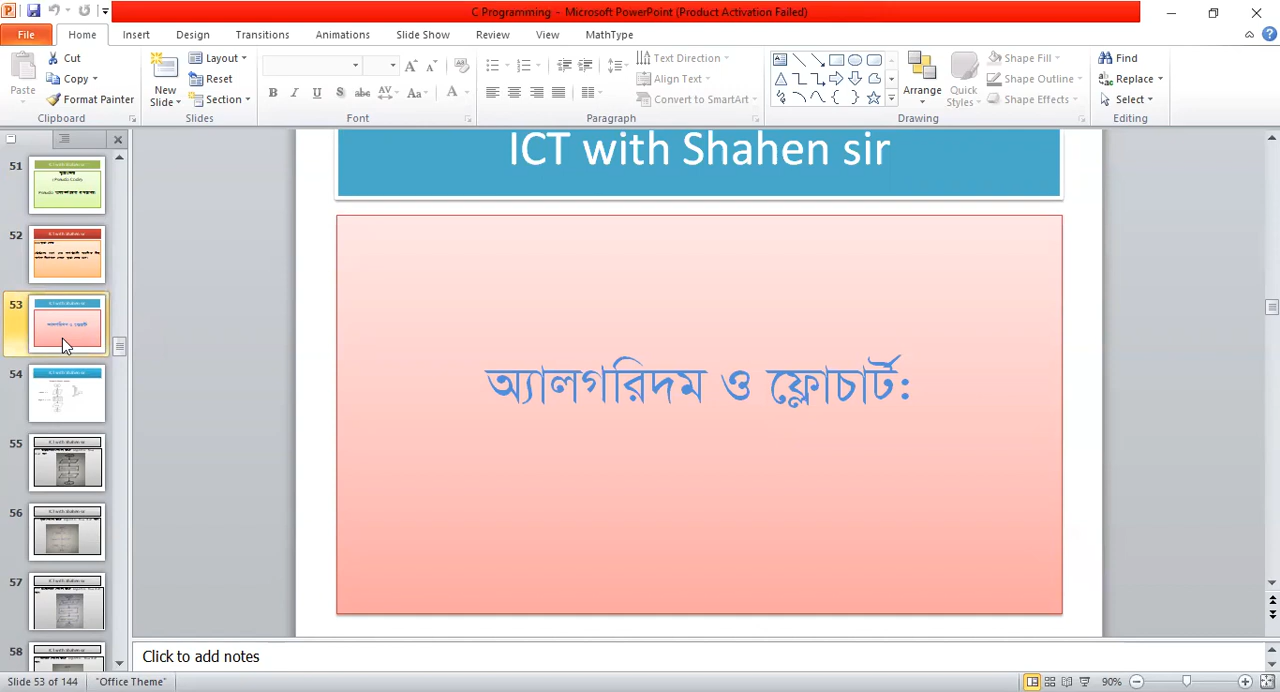 C Programming - Microsoft PowerPoint (Product Activation Failed)
File Home Insert Design Transitions Animations Slide Show Review View MathType
Paste
Cut
Copy
Format Painter
Clipboard
New Slide
Layout
Reset
Section
Slides
B I U S abc AV Aa A
Font
Text Direction
Align Text
Convert to SmartArt
Paragraph
Arrange
Quick Styles
Shape Fill
Shape Outline
Shape Effects
Drawing
Find
Replace
Select
Editing
51
52
53
54
55
56
57
58
ICT with Shahen sir
অ্যালগরিদম ও ফ্লোচার্ট:
Click to add notes
Slide 53 of 144 "Office Theme" 90%